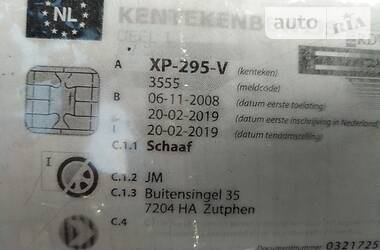 NL
KENTEKENB
DEEL I
auto RIA
A XP-295-V (kenteken)
3555 (meldcode)
B 06-11-2008 (datum eerste toelating)
20-02-2019 (datum eerste inschrijving in Nederland)
I 20-02-2019 (datum tenaamstelling)
C.1.1 Schaaf
I
C.1.2 JM
C.1.3 Buitensingel 35
7204 HA Zutphen
C.4
0321725